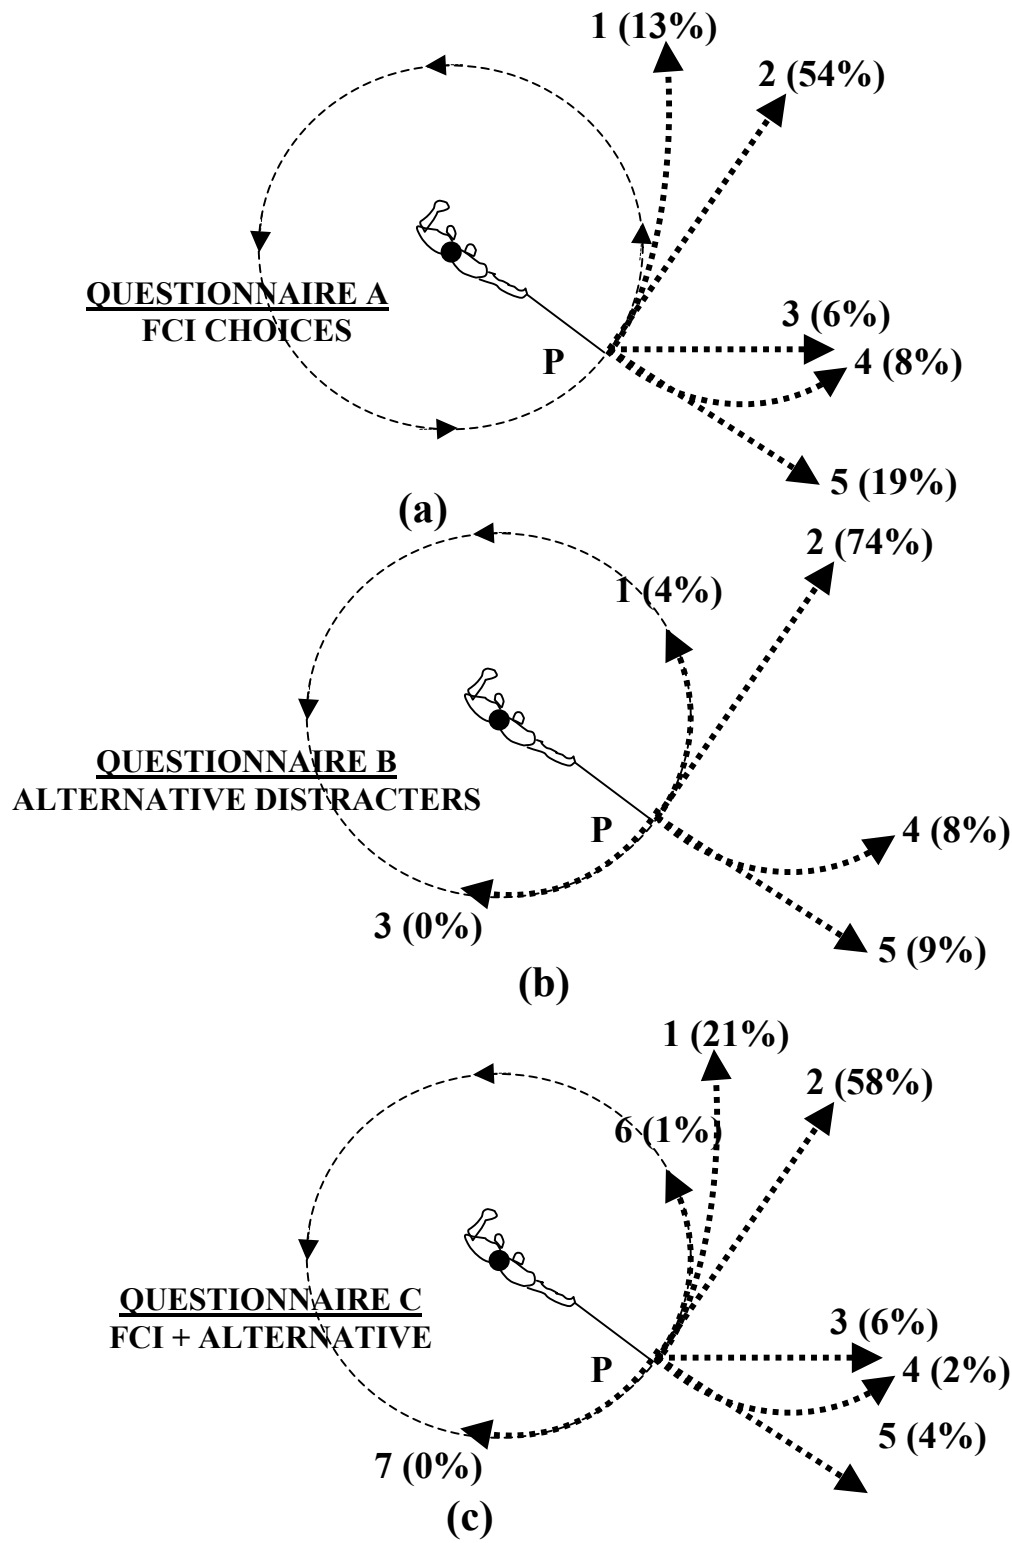 1 (13%)
2 (54%)
QUESTIONNAIRE A
FCI CHOICES
3 (6%)
P
4 (8%)
5 (19%)
(a)
2 (74%)
1 (4%)
QUESTIONNAIRE B
ALTERNATIVE DISTRACTERS
P
4 (8%)
3 (0%)
5 (9%)
(b)
1 (21%)
2 (58%)
6 (1%)
QUESTIONNAIRE C
FCI + ALTERNATIVE
3 (6%)
P
4 (2%)
5 (4%)
7 (0%)
(c)